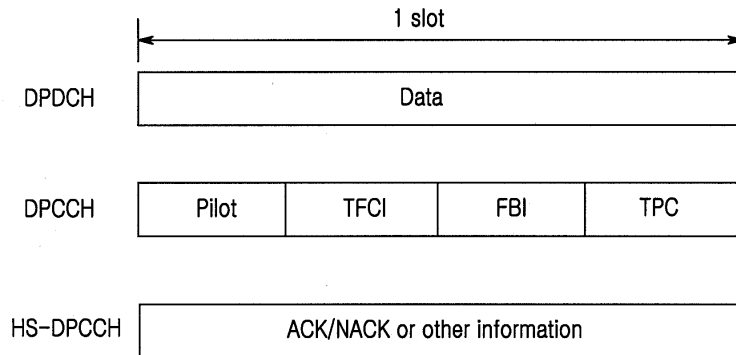 1 slot
DPDCH Data
DPCCH Pilot TFCI FBI TPC
HS-DPCCH ACK/NACK or other information